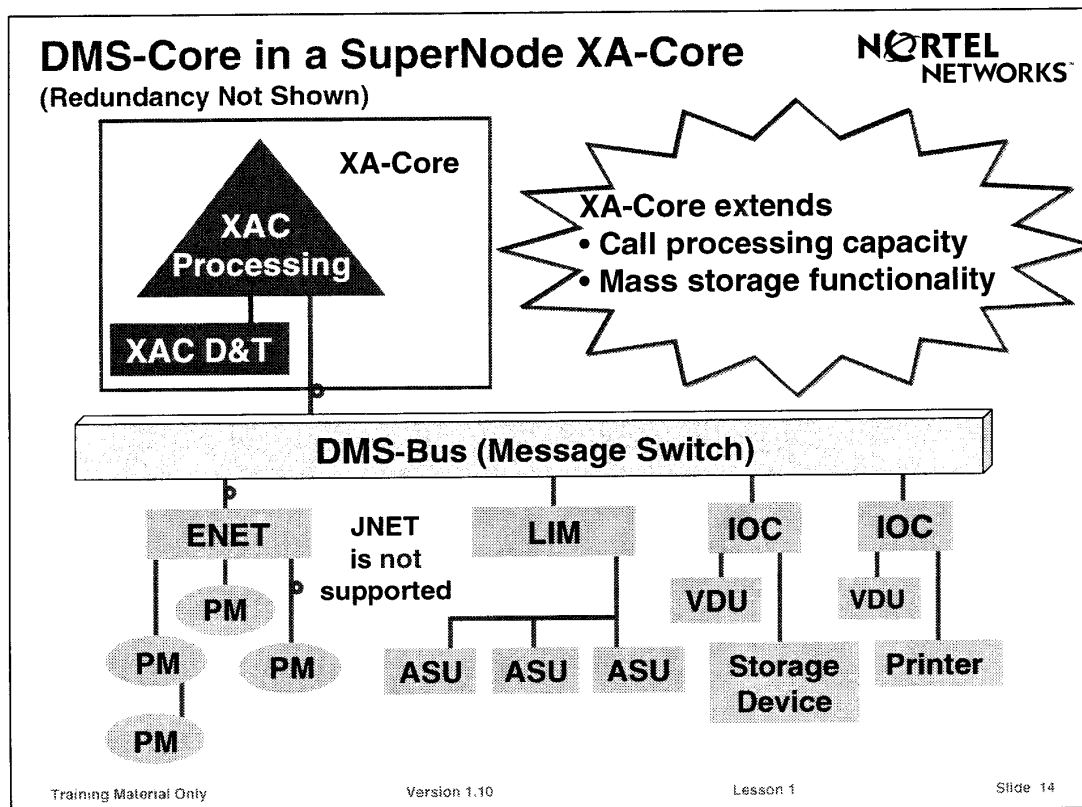 DMS-Core in a SuperNode XA-Core
(Redundancy Not Shown)
NORTEL
NETWORKS™
XA-Core
XAC
Processing
XAC D&T
XA-Core extends
• Call processing capacity
• Mass storage functionality
DMS-Bus (Message Switch)
ENET
JNET
is not
supported
LIM
IOC
IOC
PM
VDU
VDU
PM
PM
ASU
ASU
ASU
Storage
Device
Printer
PM
Training Material Only
Version 1.10
Lesson 1
Slide 14